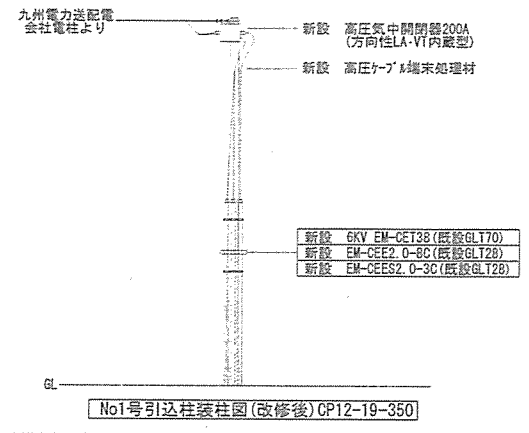 九州電力送配電
会社電柱より
新設 高圧気中開閉器200A
(方向性LA-VT内蔵型)
新設 高圧ケーブル端末処理材
新設 6KV EM-CET38(既設GLT70)
新設 EM-CEE2.0-8C(既設GLT28)
新設 EM-CEES2.0-3C(既設GLT28)
GL
No1号引込柱装柱図(改修後)CP12-19-350